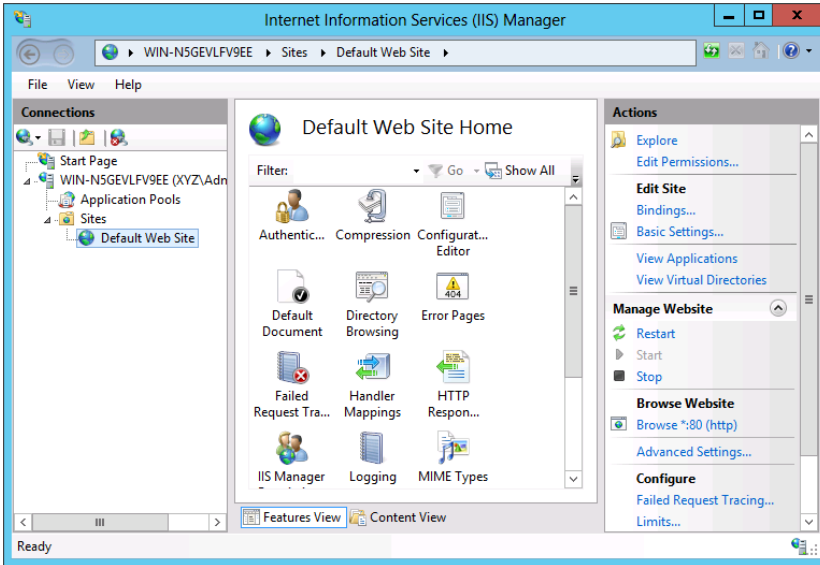 Internet Information Services (IIS) Manager
WIN-N5GEVLFV9EE Sites Default Web Site
File View Help
Connections
Start Page
WIN-N5GEVLFV9EE (XYZ\Adn
Application Pools
Sites
Default Web Site
Default Web Site Home
Filter: Go Show All
Authentic... Compression Configurat...
Editor
Default Directory Error Pages
Document Browsing
404
Failed Handler HTTP
Request Tra... Mappings Respon...
IIS Manager Logging MIME Types
Features View Content View
Actions
Explore
Edit Permissions...
Edit Site
Bindings...
Basic Settings...
View Applications
View Virtual Directories
Manage Website
Restart
Start
Stop
Browse Website
Browse *:80 (http)
Advanced Settings...
Configure
Failed Request Tracing...
Limits...
Ready